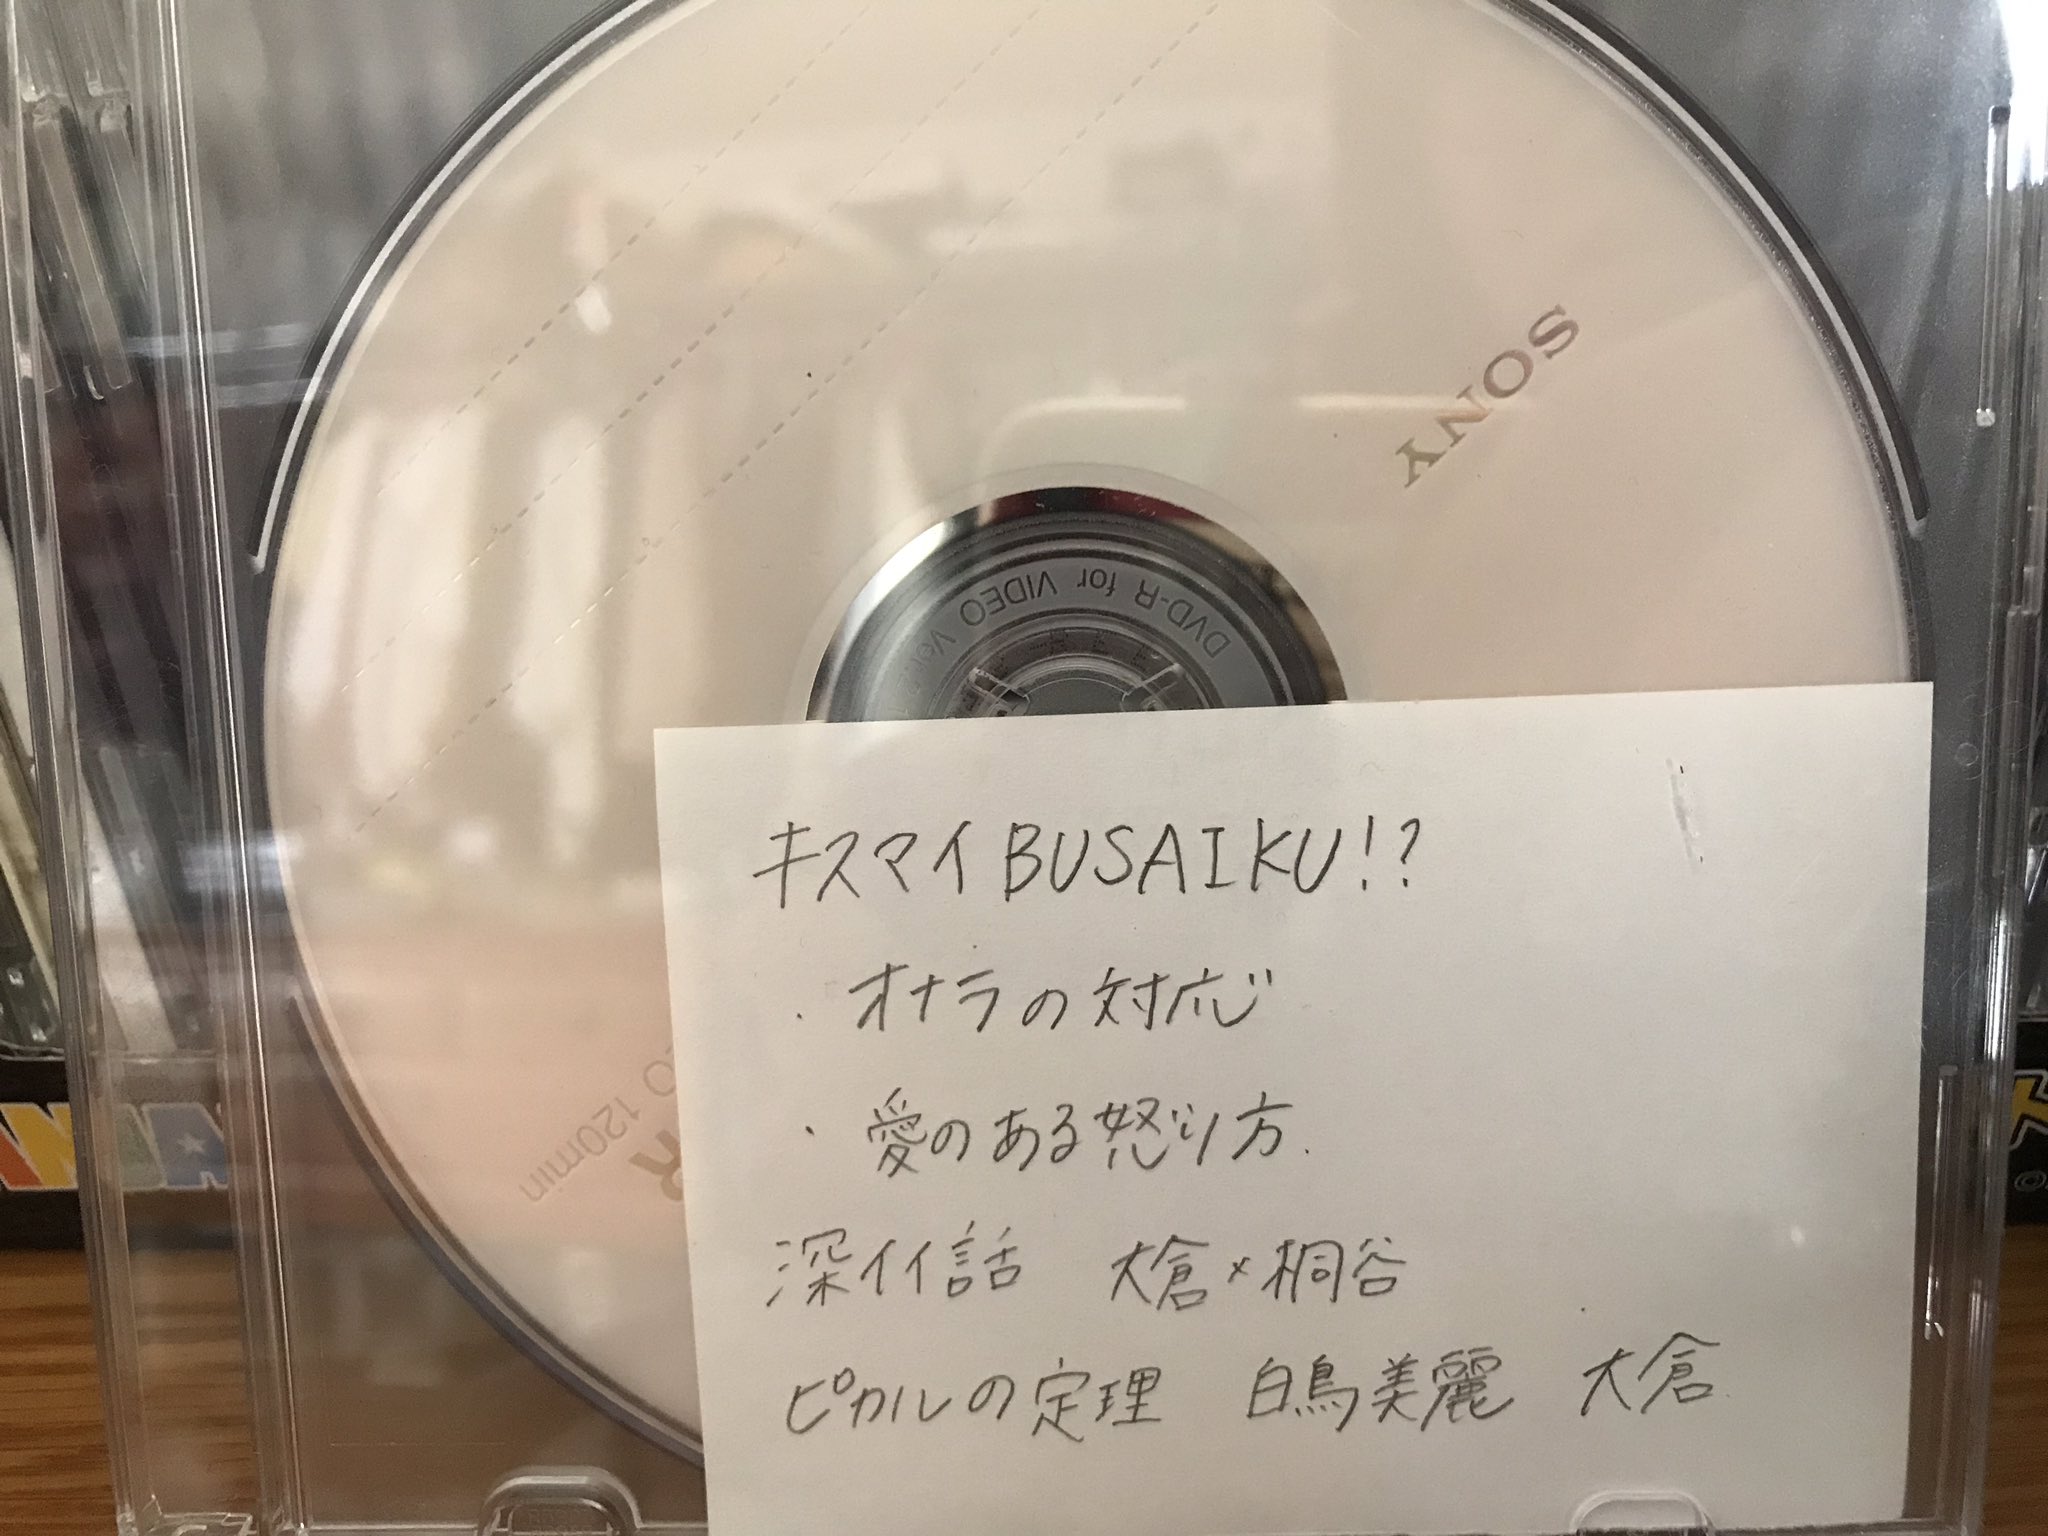 SONY
DVD-R for VIDEO Ver.
120min
R
キスマイBUSAIKU!?
・オナラの対応
・愛のある怒り方.
深イイ話 大倉×桐谷
ピカルの定理 白鳥美麗 大倉